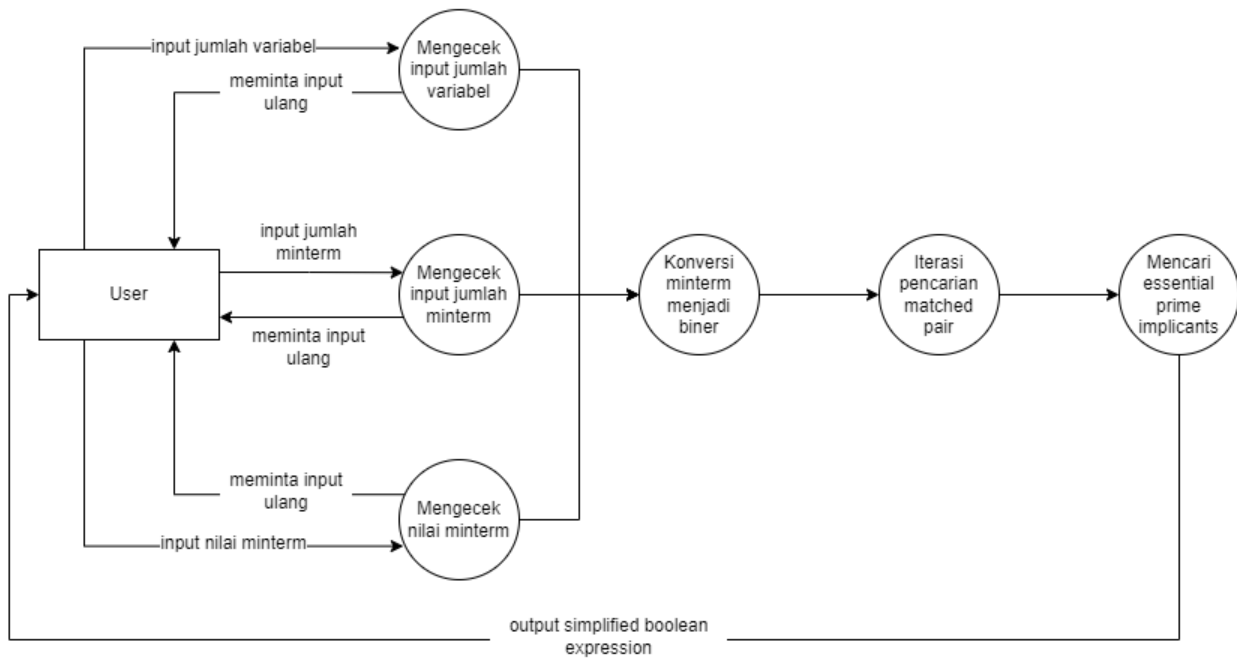 input jumlah variabel
Mengecek
input jumlah
variabel
meminta input
ulang
input jumlah
minterm
User
Mengecek
input jumlah
minterm
meminta input
ulang
Konversi
minterm
menjadi
biner
Iterasi
pencarian
matched
pair
Mencari
essential
prime
implicants
meminta input
ulang
Mengecek
nilai minterm
input nilai minterm
output simplified boolean
expression